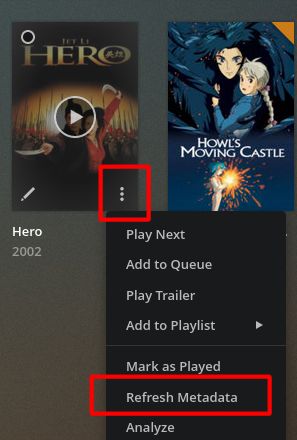 JET LI
HERO 英雄
HOWL'S
MOVING CASTLE
Hero
2002
Play Next
Add to Queue
Play Trailer
Add to Playlist
Mark as Played
Refresh Metadata
Analyze